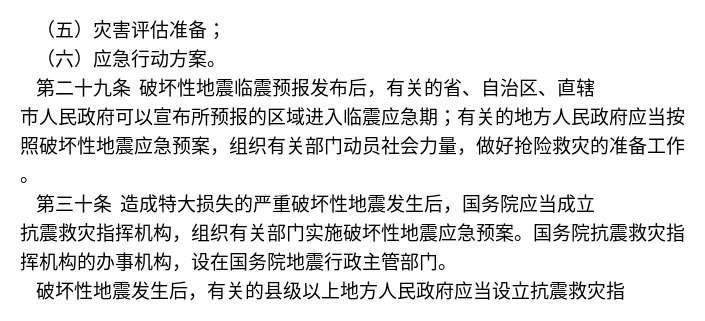 （五）灾害评估准备；
（六）应急行动方案。
第二十九条 破坏性地震临震预报发布后，有关的省、自治区、直辖
市人民政府可以宣布所预报的区域进入临震应急期；有关的地方人民政府应当按
照破坏性地震应急预案，组织有关部门动员社会力量，做好抢险救灾的准备工作
。
第三十条 造成特大损失的严重破坏性地震发生后，国务院应当成立
抗震救灾指挥机构，组织有关部门实施破坏性地震应急预案。国务院抗震救灾指
挥机构的办事机构，设在国务院地震行政主管部门。
破坏性地震发生后，有关的县级以上地方人民政府应当设立抗震救灾指